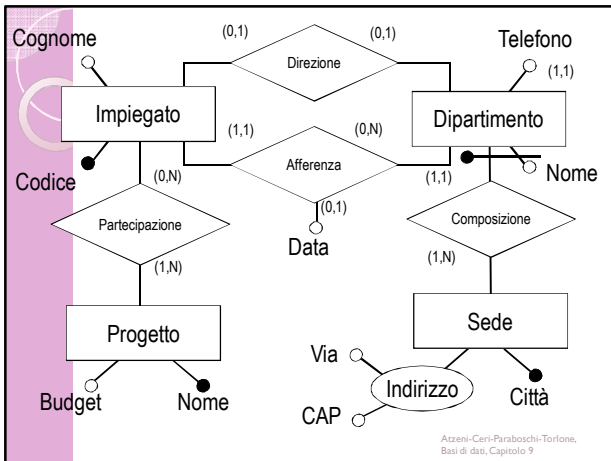 Cognome
(0,1)
(0,1)
Telefono
Direzione
(1,1)
Impiegato
Dipartimento
(1,1)
(0,N)
Afferenza
Codice
(0,N)
(1,1)
Nome
(0,1)
Partecipazione
Composizione
Data
(1,N)
(1,N)
Progetto
Sede
Via
Indirizzo
Budget
Nome
CAP
Città
Atzeni-Ceri-Paraboschi-Torlone,
Basi di dati, Capitolo 9